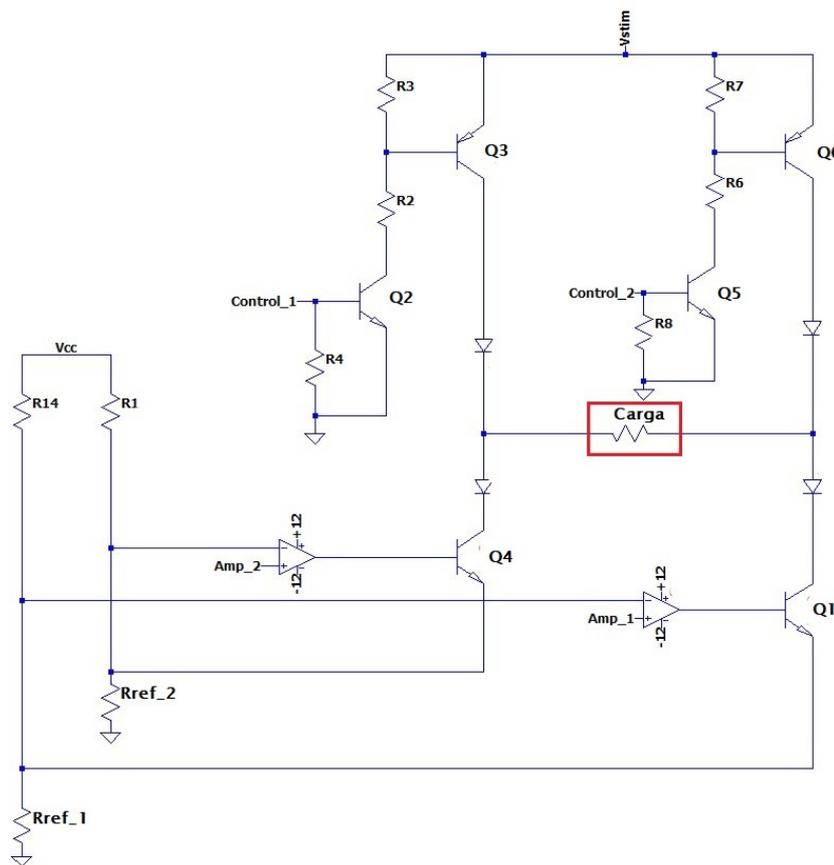 Vstim
R3
R7
Q3
Q6
R2
R6
Control_1
Q2
Control_2
Q5
R8
R4
Vcc
R14
R1
Carga
+12
Amp_2
-12
Q4
+12
Amp_1
-12
Q1
Rref_2
Rref_1